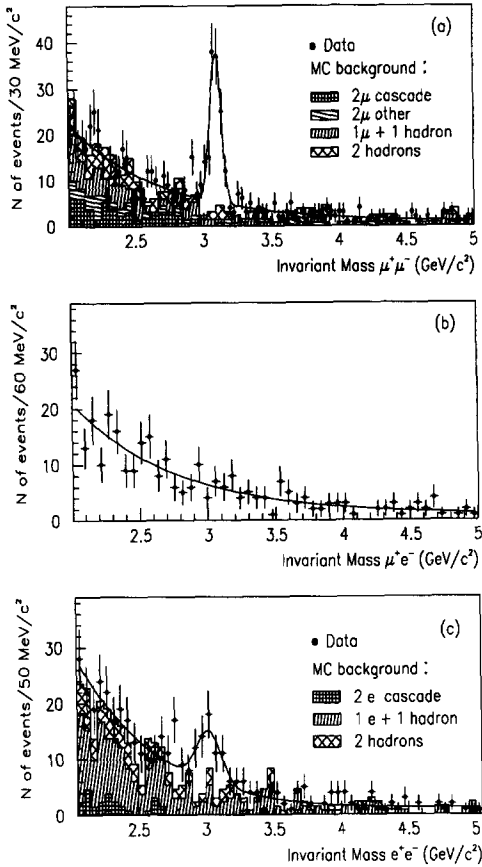 (a)
N of events/30 MeV/c²
40
30
20
10
0
Data
MC background :
2μ cascade
2μ other
1μ + 1 hadron
2 hadrons
2.5 3 3.5 4 4.5 5
Invariant Mass μ⁺μ⁻ (GeV/c²)
(b)
N of events/60 MeV/c²
30
20
10
0
2.5 3 3.5 4 4.5 5
Invariant Mass μ⁺e⁻ (GeV/c²)
(c)
N of events/50 MeV/c²
30
20
10
0
Data
MC background :
2 e cascade
1 e + 1 hadron
2 hadrons
2.5 3 3.5 4 4.5 5
Invariant Mass e⁺e⁻ (GeV/c²)